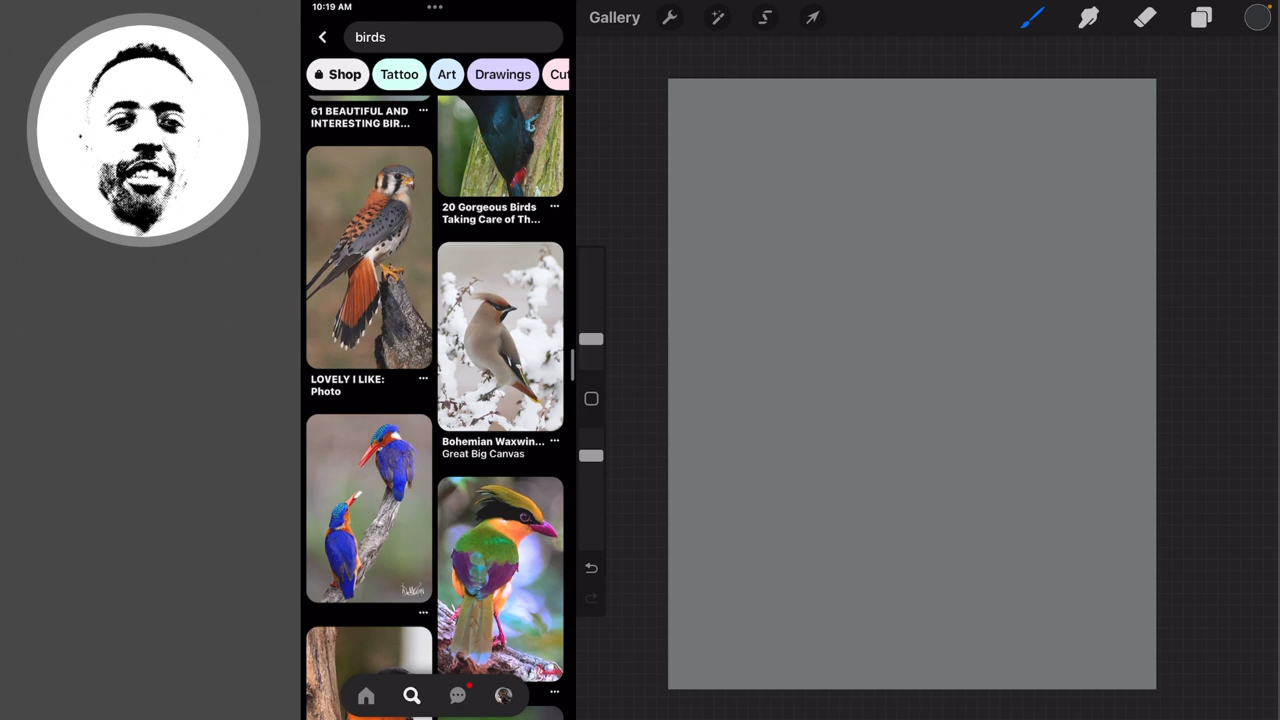 10:19 AM
birds
Shop
Tattoo
Art
Drawings
Cut
61 BEAUTIFUL AND
INTERESTING BIR...
20 Gorgeous Birds
Taking Care of Th...
LOVELY I LIKE:
Photo
Bohemian Waxwin...
Great Big Canvas
Gallery